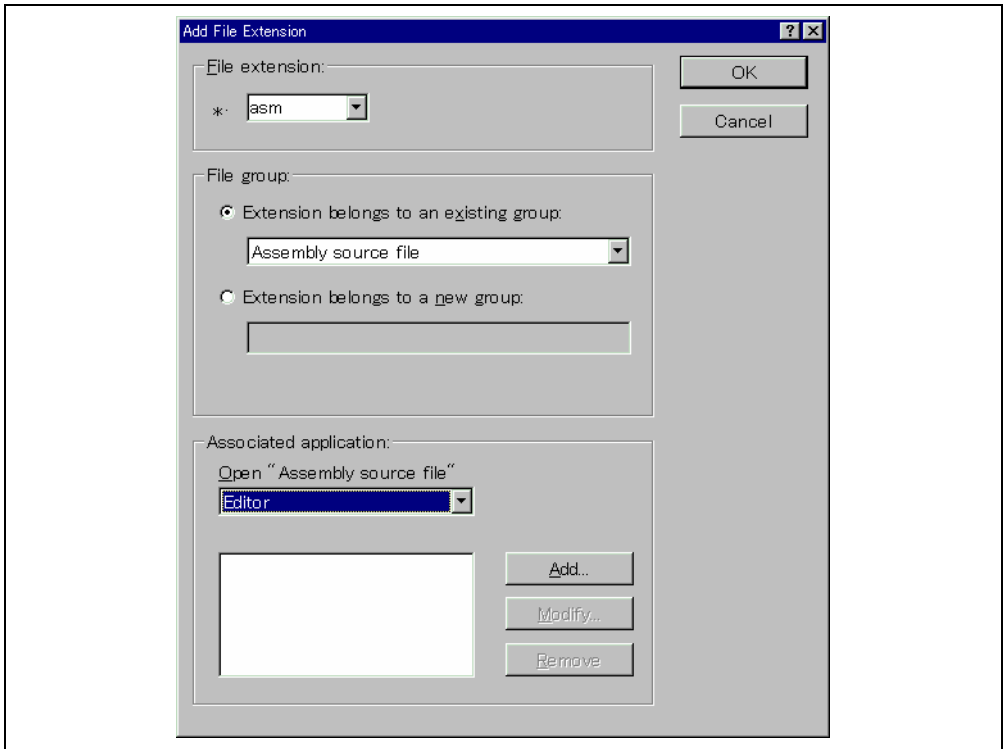 Add File Extension
File extension:
OK
*. asm
Cancel
File group:
Extension belongs to an existing group:
Assembly source file
Extension belongs to a new group:
Associated application:
Open "Assembly source file"
Editor
Add...
Modify...
Remove